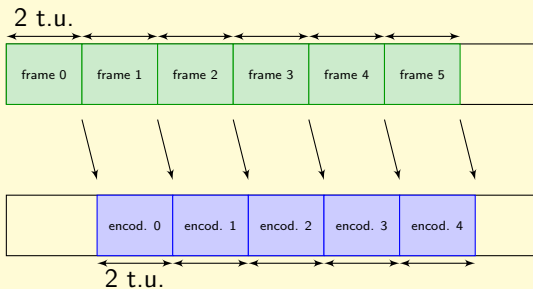 2 t.u.
frame 0 frame 1 frame 2 frame 3 frame 4 frame 5
encod. 0 encod. 1 encod. 2 encod. 3 encod. 4
2 t.u.